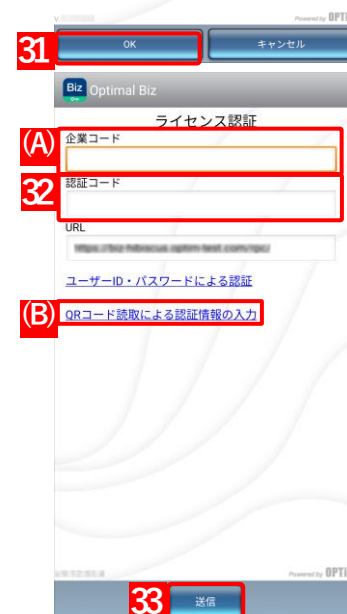 v.
Powered by OPTi
31
OK
キャンセル
Biz Optimal Biz
ライセンス認証
(A)
企業コード
32
認証コード
URL
ユーザーID・パスワードによる認証
(B)
QRコード読取による認証情報の入力
Powered by OPTi
33
送信